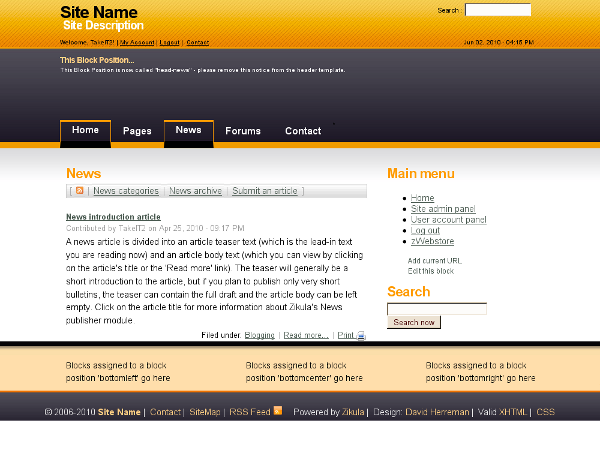 Site Name
Search :
Site Description
Welcome, TakeIT2! | My Account | Logout | Contact
Jun 02, 2010 - 04:15 PM
This Block Position...
This Block Position is now called "head-news" - please remove this notice from the header template.
Home Pages News Forums Contact
News
[ | News categories | News archive | Submit an article ]
News introduction article
Contributed by TakeIT2 on Apr 25, 2010 - 09:17 PM
A news article is divided into an article teaser text (which is the lead-in text
you are reading now) and an article body text (which you can view by clicking
on the article's title or the 'Read more' link). The teaser will generally be a
short introduction to the article, but if you plan to publish only very short
bulletins, the teaser can contain the full draft and the article body can be left
empty. Click on the article title for more information about Zikula's News
publisher module.
Filed under: Blogging | Read more... | Print
Main menu
Home
Site admin panel
User account panel
Log out
zWebstore
Add current URL
Edit this block
Search
Search now
Blocks assigned to a block
position 'bottomleft' go here
Blocks assigned to a block
position 'bottomcenter' go here
Blocks assigned to a block
position 'bottomright' go here
© 2006-2010 Site Name | Contact | SiteMap | RSS Feed Powered by Zikula | Design: David Herreman | Valid XHTML | CSS